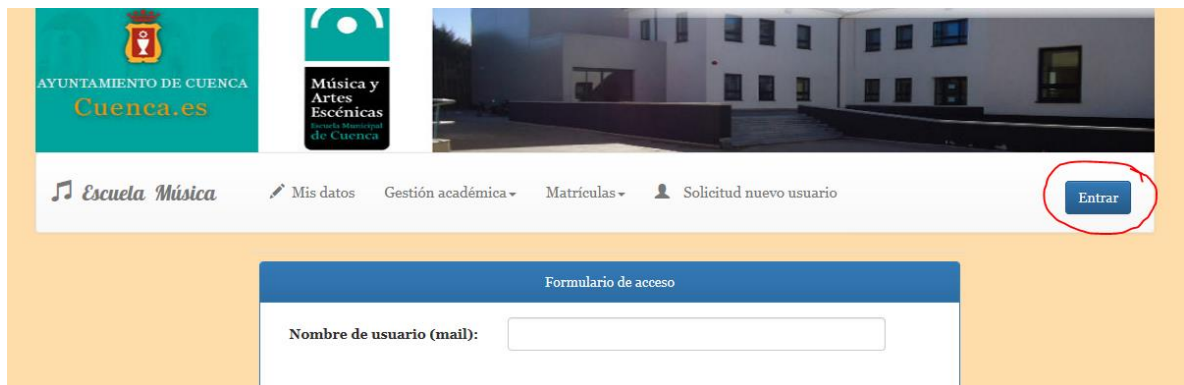 AYUNTAMIENTO DE CUENCA
Cuenca.es
Música y
Artes
Escénicas
Escuela Municipal
de Cuenca
Escuela Música
Mis datos
Gestión académica
Matrículas
Solicitud nuevo usuario
Entrar
Formulario de acceso
Nombre de usuario (mail):